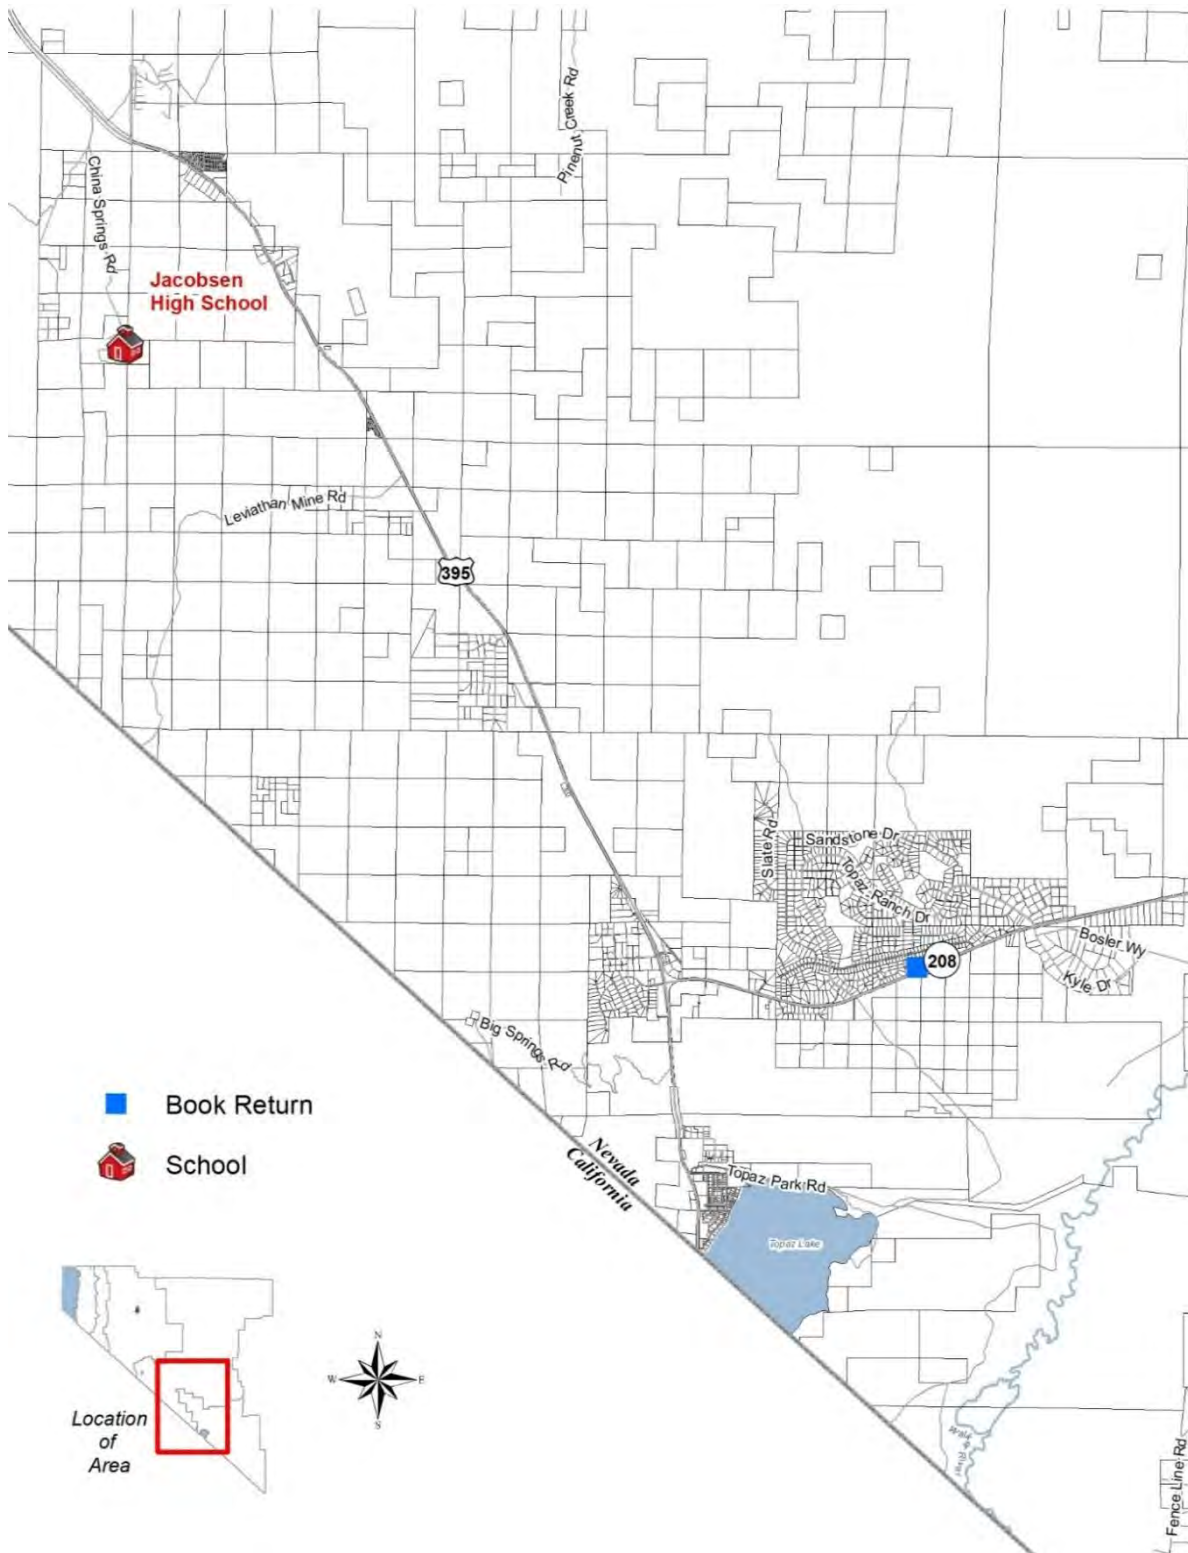 Pinenut Creek Rd
China Springs Rd
Jacobsen
High School
Leviathan Mine Rd
395
Slate Rd
Sandstone Dr
Topaz Ranch Dr
208
Bosler Wy
Kyle Dr
Big Springs Rd
Book Return
School
Nevada
California
Topaz Park Rd
Topaz Lake
N
W
E
S
Location
of
Area
Walker River
Fence Line Rd